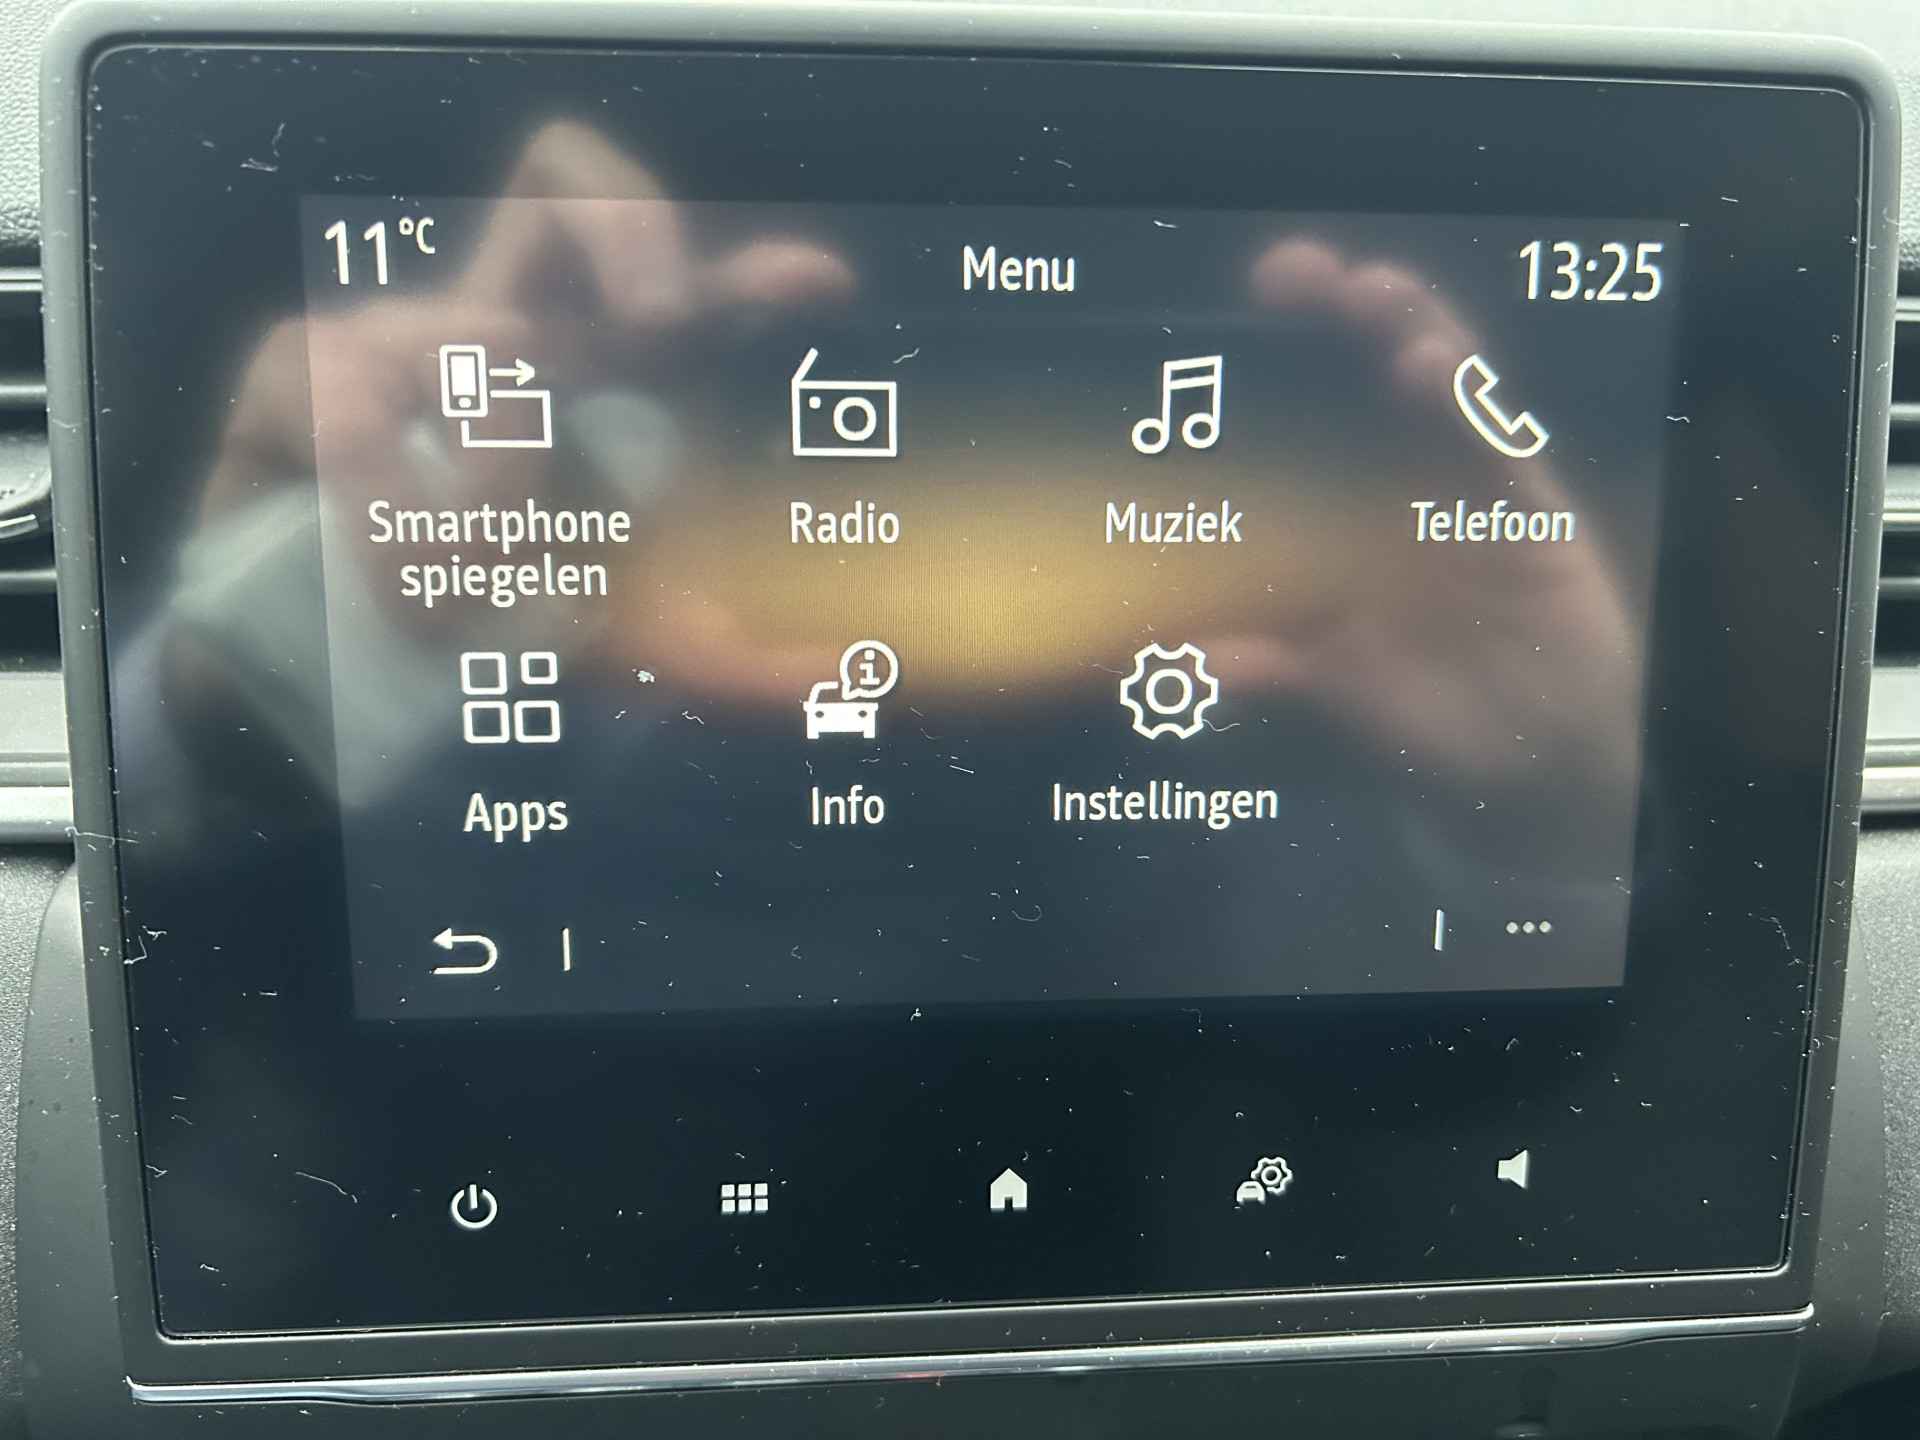 11°C Menu 13:25
Smartphone spiegelen
Radio
Muziek
Telefoon
Apps
Info
Instellingen